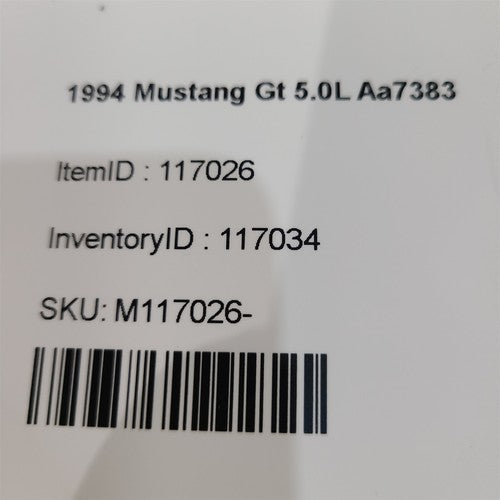 1994 Mustang Gt 5.0L Aa7383
ItemID : 117026
InventoryID : 117034
SKU: M117026-